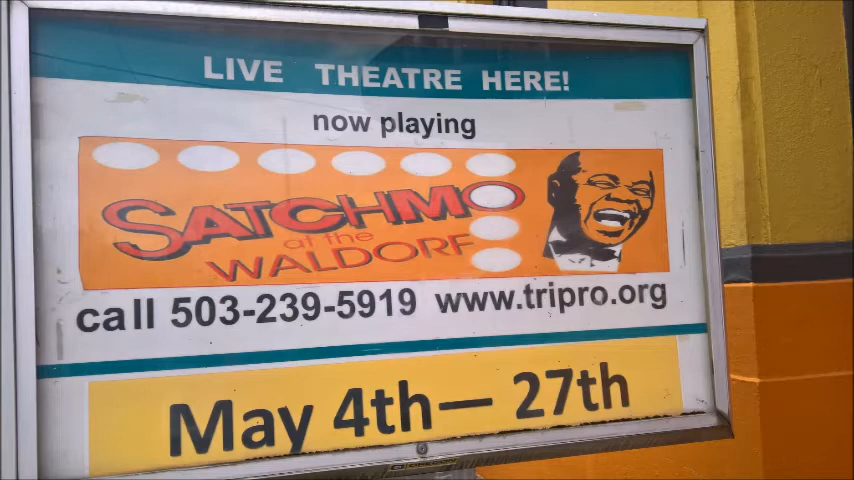 LIVE THEATRE HERE!
now playing
SATCHMO
at the
WALDORF
call 503-239-5919 www.tripro.org
May 4th— 27th